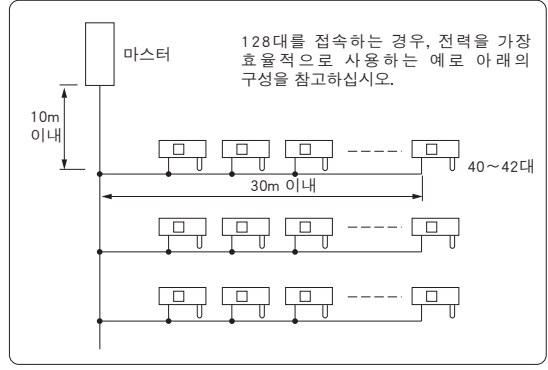 마스터
128대를 접속하는 경우, 전력을 가장
효율적으로 사용하는 예로 아래의
구성을 참고하십시오.
10m
이내
40～42대
30m 이내